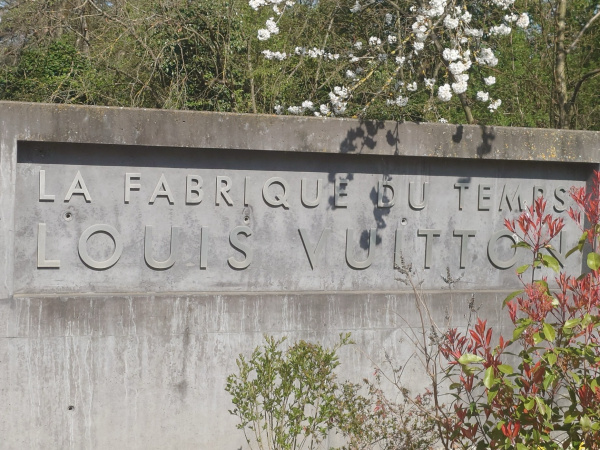 LA FABRIQUE DU TEMPS
LOUIS VUITTON